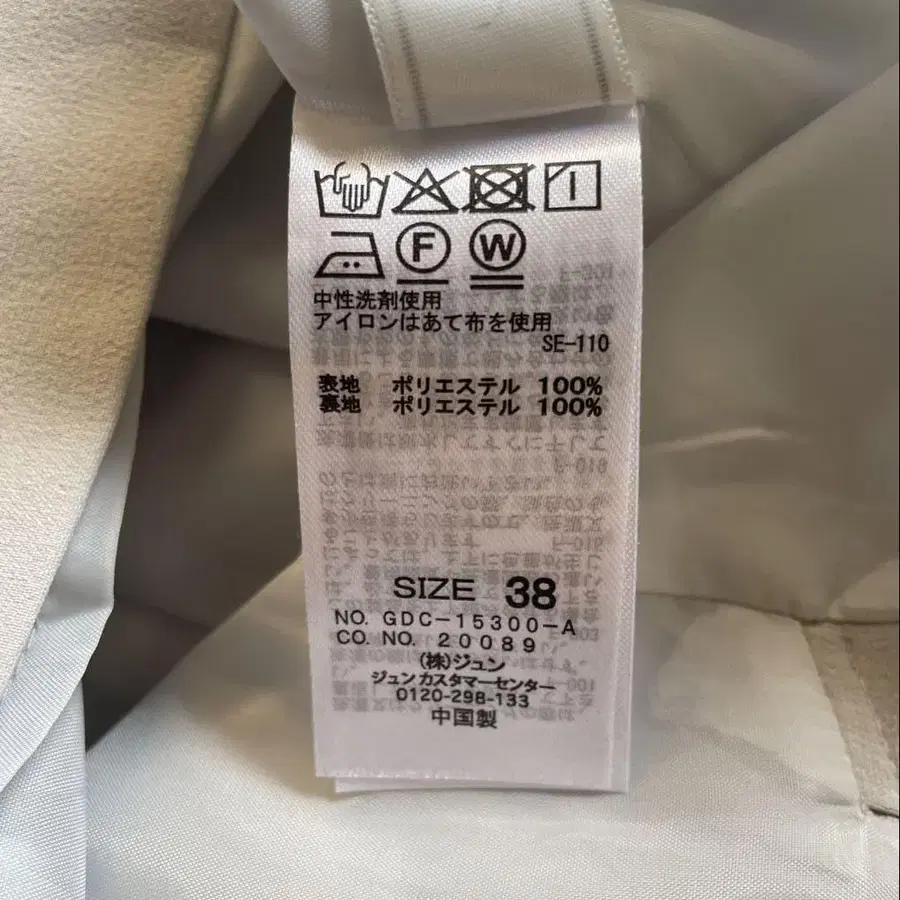 F
W
中性洗剤使用
アイロンはあて布を使用
SE-110
表地 ポリエステル 100%
裏地 ポリエステル 100%
SIZE 38
NO. GDC-15300-A
CO. NO. 20089
(株)ジュン
ジュンカスタマーセンター
0120-298-133
中国製